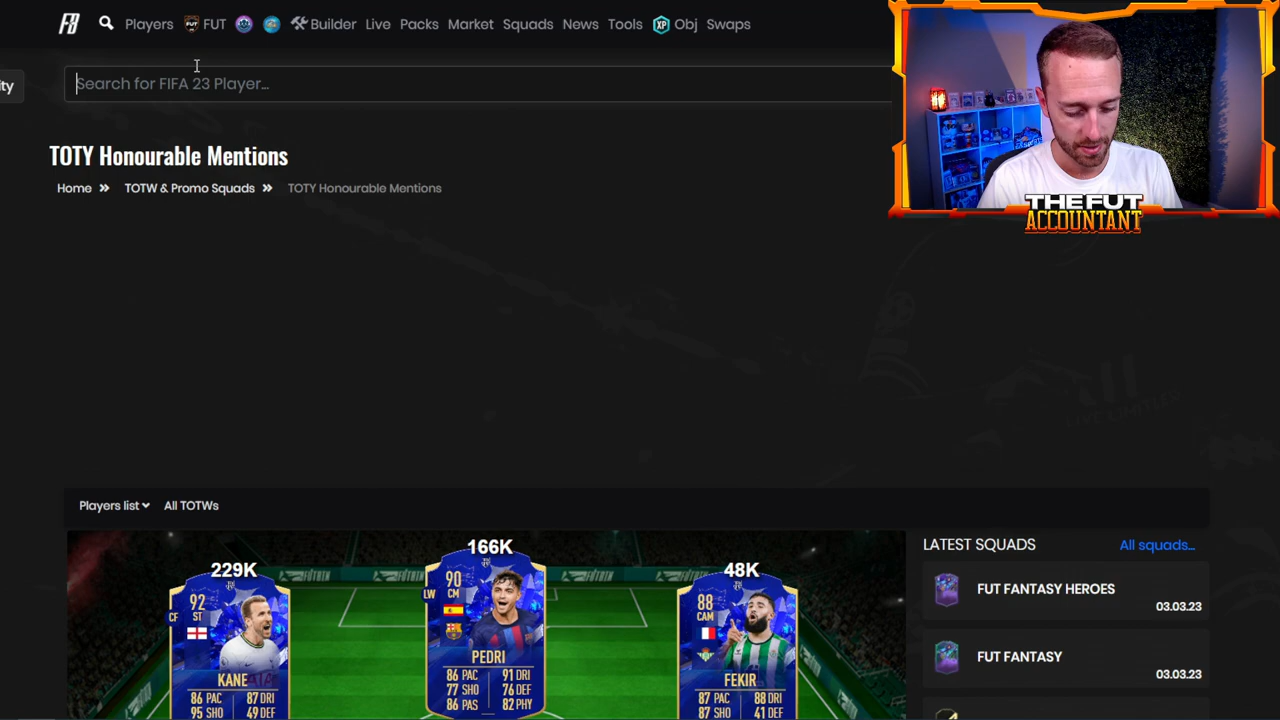 Players FUT Builder Live Packs Market Squads News Tools XP Obj Swaps
ity
Search for FIFA 23 Player...
THE FUT
ACCOUNTANT
TOTY Honourable Mentions
Home » TOTW & Promo Squads » TOTY Honourable Mentions
Players list All TOTWs
LATEST SQUADS All squads...
FUT FANTASY HEROES
03.03.23
FUT FANTASY
03.03.23
229K
92
ST
CF
KANE
86 PAC 87 DRI
95 SHO 49 DEF
166K
90
CM
LW
PEDRI
86 PAC 91 DRI
77 SHO 76 DEF
86 PAS 82 PHY
48K
88
CAM
FEKIR
87 PAC 88 DRI
87 SHO 41 DEF